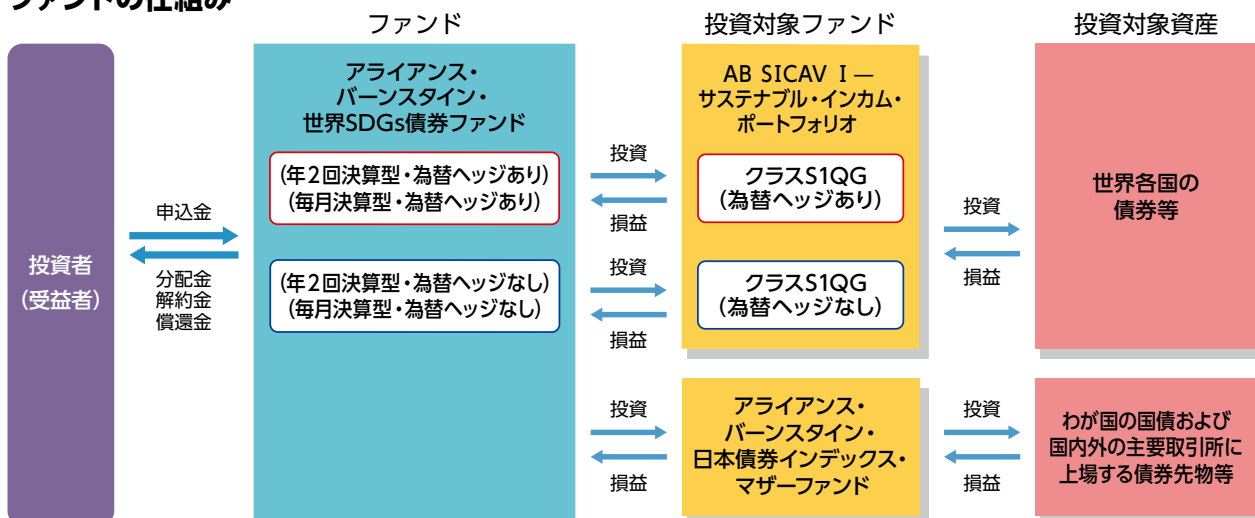 ファンドの仕組み
ファンド
投資対象ファンド
投資対象資産
投資者
(受益者)
申込金
分配金
解約金
償還金
アライアンス・
バーンスタイン・
世界SDGs債券ファンド
(年2回決算型・為替ヘッジあり)
(毎月決算型・為替ヘッジあり)
(年2回決算型・為替ヘッジなし)
(毎月決算型・為替ヘッジなし)
投資
損益
投資
損益
AB SICAV Ⅰ―
サステナブル・インカム・
ポートフォリオ
クラスS1QG
(為替ヘッジあり)
クラスS1QG
(為替ヘッジなし)
投資
損益
世界各国の
債券等
投資
損益
アライアンス・
バーンスタイン・
日本債券インデックス・
マザーファンド
投資
損益
わが国の国債および
国内外の主要取引所に
上場する債券先物等